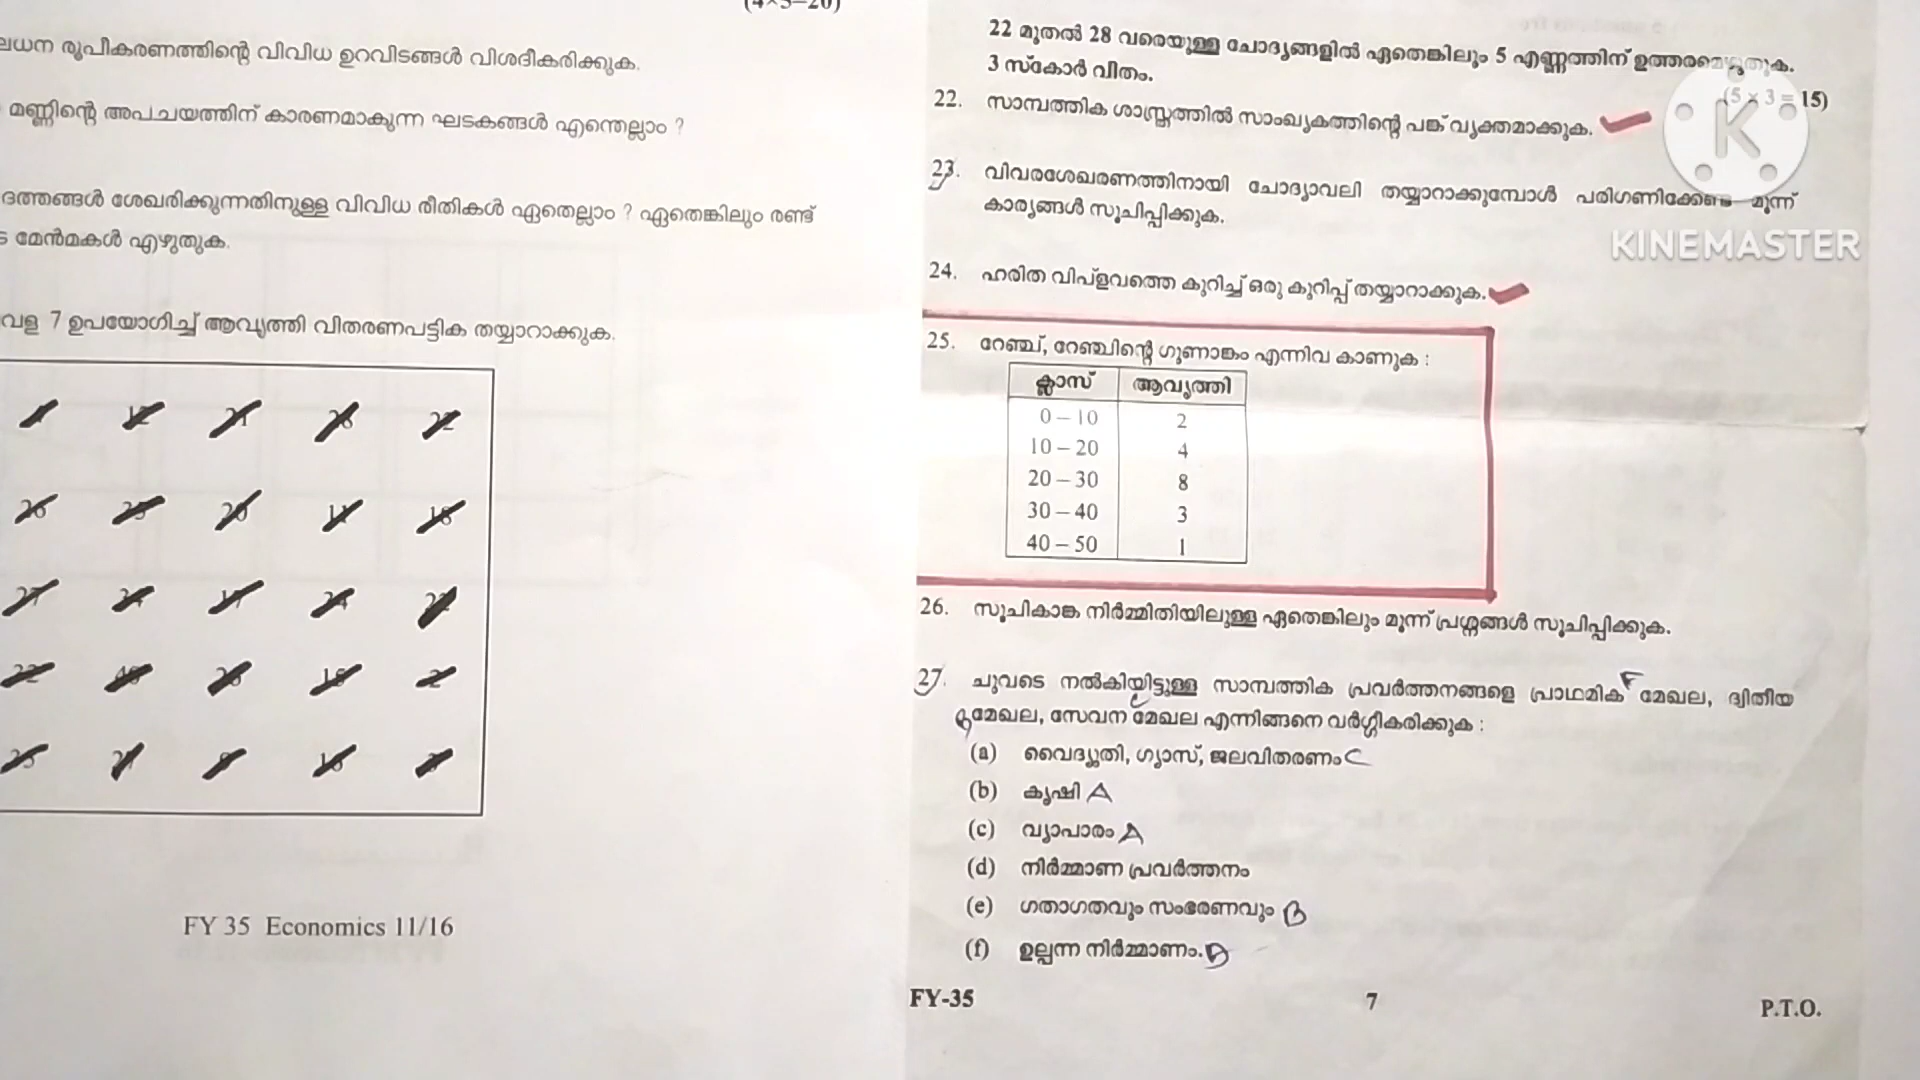 (4×5=20)
രൂപീകരണത്തിന്റെ വിവിധ ഉറവിടങ്ങൾ വിശദീകരിക്കുക.
മണ്ണിന്റെ അപചയത്തിന് കാരണമാകുന്ന ഘടകങ്ങൾ എന്തെല്ലാം ?
ദത്തങ്ങൾ ശേഖരിക്കുന്നതിനുള്ള വിവിധ രീതികൾ ഏതെല്ലാം ? ഏതെങ്കിലും രണ്ട്
മേൻമകൾ എഴുതുക.
7 ഉപയോഗിച്ച് ആവൃത്തി വിതരണപട്ടിക തയ്യാറാക്കുക.
FY 35 Economics 11/16
22 മുതൽ 28 വരെയുള്ള ചോദ്യങ്ങളിൽ ഏതെങ്കിലും 5 എണ്ണത്തിന് ഉത്തരമെഴുതുക.
3 സ്കോർ വീതം.
(5 × 3 = 15)
22. സാമ്പത്തിക ശാസ്ത്രത്തിൽ സാംഖ്യകത്തിന്റെ പങ്ക് വ്യക്തമാക്കുക.
K
23. വിവരശേഖരണത്തിനായി ചോദ്യാവലി തയ്യാറാക്കുമ്പോൾ പരിഗണിക്കേണ്ട മൂന്ന്
കാര്യങ്ങൾ സൂചിപ്പിക്കുക.
KINEMASTER
24. ഹരിത വിപ്ളവത്തെ കുറിച്ച് ഒരു കുറിപ്പ് തയ്യാറാക്കുക.
25. റേഞ്ച്, റേഞ്ചിന്റെ ഗുണാങ്കം എന്നിവ കാണുക :
ക്ലാസ് ആവൃത്തി
0 – 10 2
10 – 20 4
20 – 30 8
30 – 40 3
40 – 50 1
26. സൂചികാങ്ക നിർമ്മിതിയിലുള്ള ഏതെങ്കിലും മൂന്ന് പ്രശ്നങ്ങൾ സൂചിപ്പിക്കുക.
27. ചുവടെ നൽകിയിട്ടുള്ള സാമ്പത്തിക പ്രവർത്തനങ്ങളെ പ്രാഥമിക മേഖല, ദ്വിതീയ
മേഖല, സേവന മേഖല എന്നിങ്ങനെ വർഗ്ഗീകരിക്കുക :
(a) വൈദ്യുതി, ഗ്യാസ്, ജലവിതരണം C
(b) കൃഷി A
(c) വ്യാപാരം A
(d) നിർമ്മാണ പ്രവർത്തനം
(e) ഗതാഗതവും സംഭരണവും B
(f) ഉല്പന്ന നിർമ്മാണം. B
FY-35 7 P.T.O.